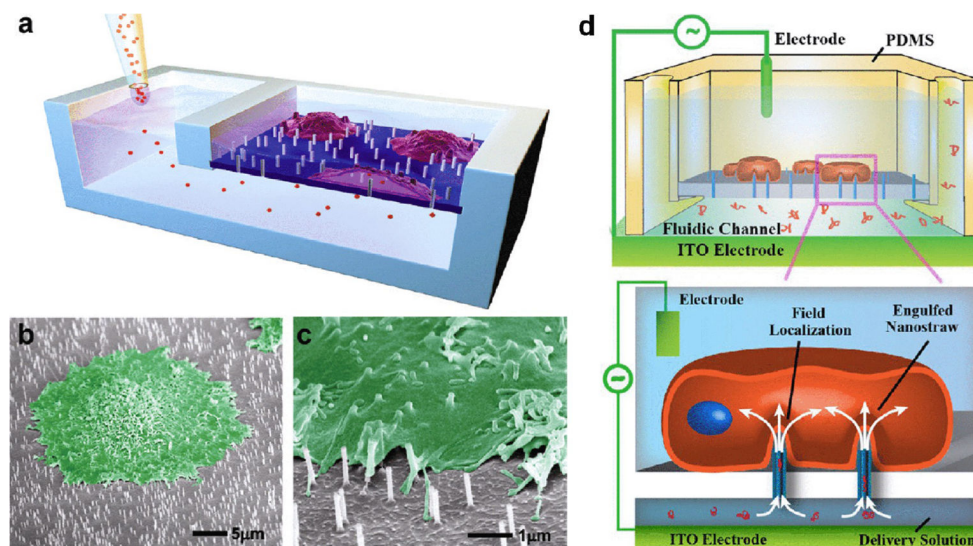 a
b
5μm
c
1μm
d
Electrode
PDMS
Fluidic Channel
ITO Electrode
Electrode
Field
Localization
Engulfed
Nanostraw
Delivery Solution
ITO Electrode